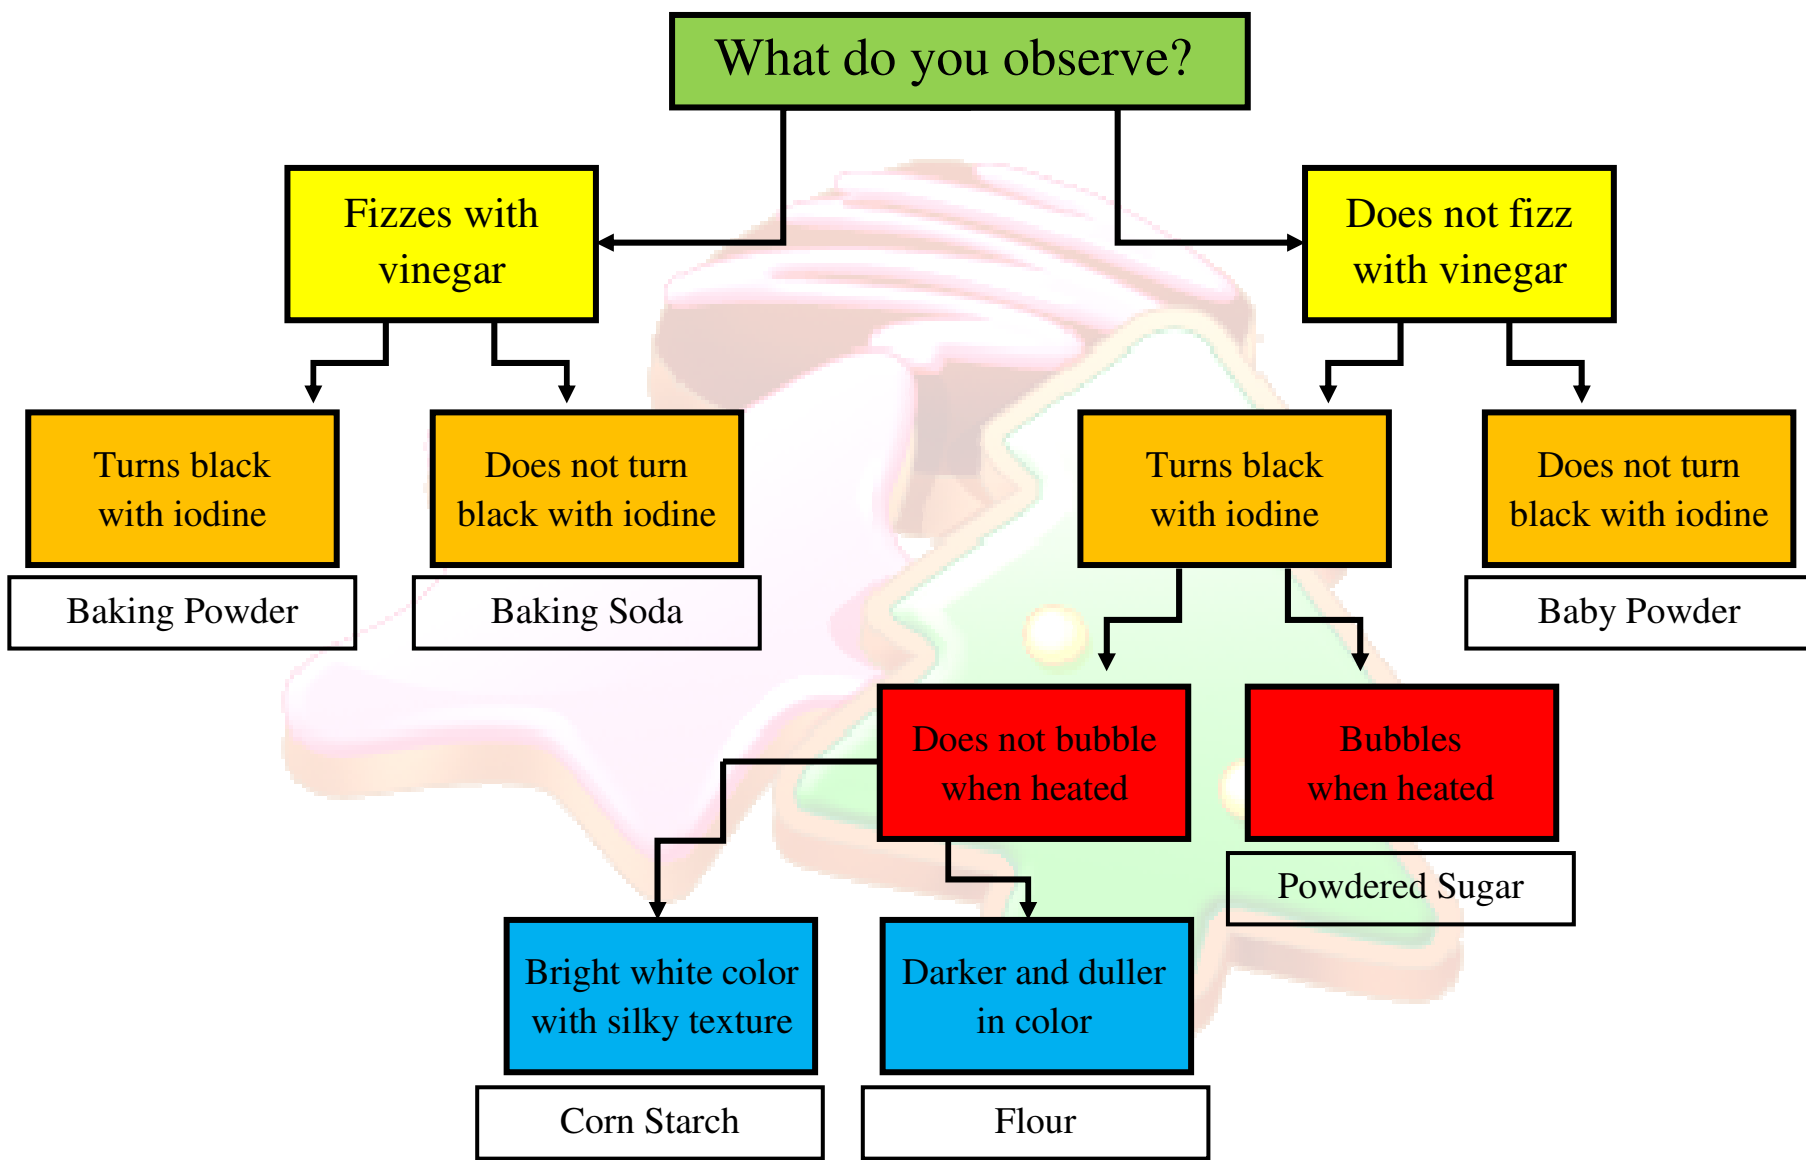 What do you observe?
Fizzes with
vinegar
Does not fizz
with vinegar
Turns black
with iodine
Does not turn
black with iodine
Turns black
with iodine
Does not turn
black with iodine
Baking Powder
Baking Soda
Baby Powder
Does not bubble
when heated
Bubbles
when heated
Powdered Sugar
Bright white color
with silky texture
Darker and duller
in color
Corn Starch
Flour